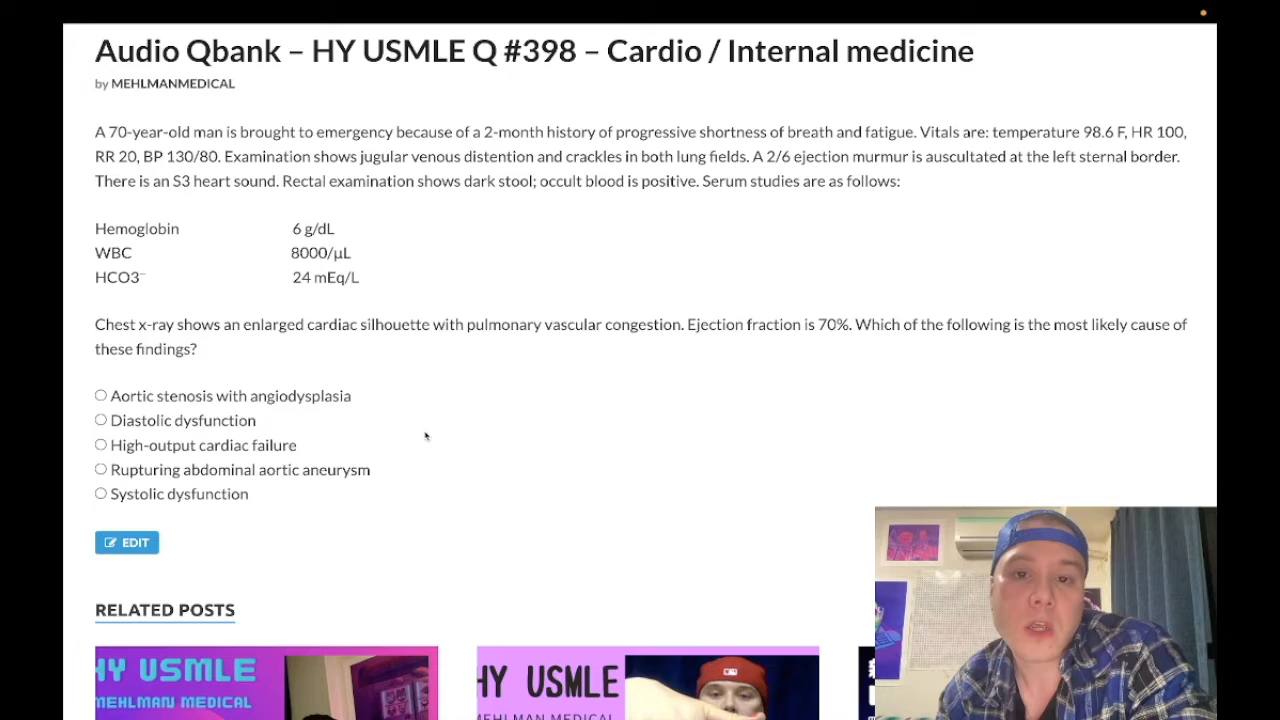 Audio Qbank – HY USMLE Q #398 – Cardio / Internal medicine
by MEHLMANMEDICAL
A 70-year-old man is brought to emergency because of a 2-month history of progressive shortness of breath and fatigue. Vitals are: temperature 98.6 F, HR 100,
RR 20, BP 130/80. Examination shows jugular venous distention and crackles in both lung fields. A 2/6 ejection murmur is auscultated at the left sternal border.
There is an S3 heart sound. Rectal examination shows dark stool; occult blood is positive. Serum studies are as follows:
Hemoglobin 6 g/dL
WBC 8000/µL
HCO3⁻ 24 mEq/L
Chest x-ray shows an enlarged cardiac silhouette with pulmonary vascular congestion. Ejection fraction is 70%. Which of the following is the most likely cause of
these findings?
Aortic stenosis with angiodysplasia
Diastolic dysfunction
High-output cardiac failure
Rupturing abdominal aortic aneurysm
Systolic dysfunction
EDIT
RELATED POSTS
HY USMLE
MEHLMAN MEDICAL
HY USMLE
MEHLMAN MEDICAL